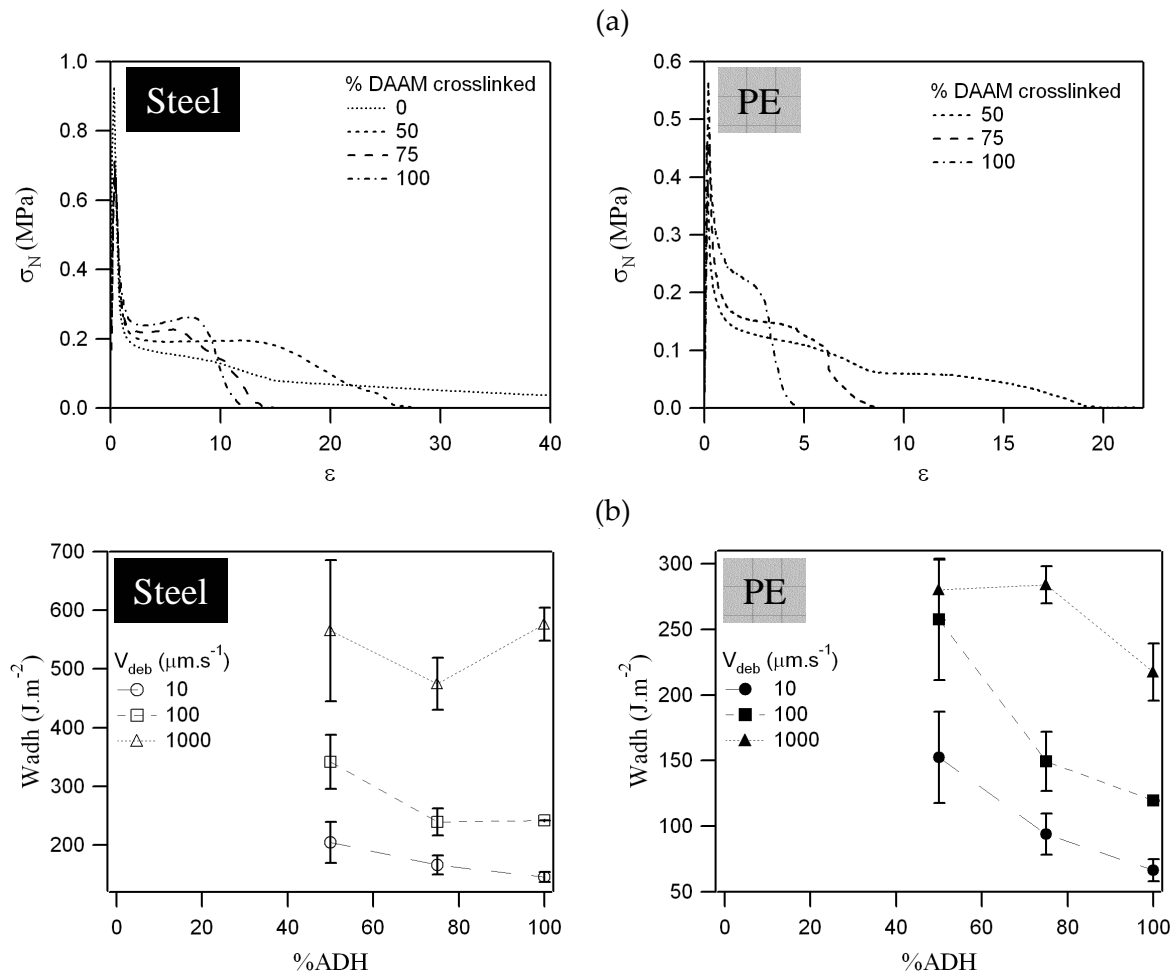 (a)
Steel
% DAAM crosslinked
0
50
75
100
1.0
0.8
0.6
0.4
0.2
0.0
σN (MPa)
0 10 20 30 40
ε
PE
% DAAM crosslinked
50
75
100
0.6
0.5
0.4
0.3
0.2
0.1
0.0
σN (MPa)
0 5 10 15 20
ε
(b)
Steel
Vdeb (μm.s-1)
10
100
1000
700
600
500
400
300
200
Wadh (J.m-2)
0 20 40 60 80 100
%ADH
PE
Vdeb (μm.s-1)
10
100
1000
300
250
200
150
100
50
Wadh (J.m-2)
0 20 40 60 80 100
%ADH